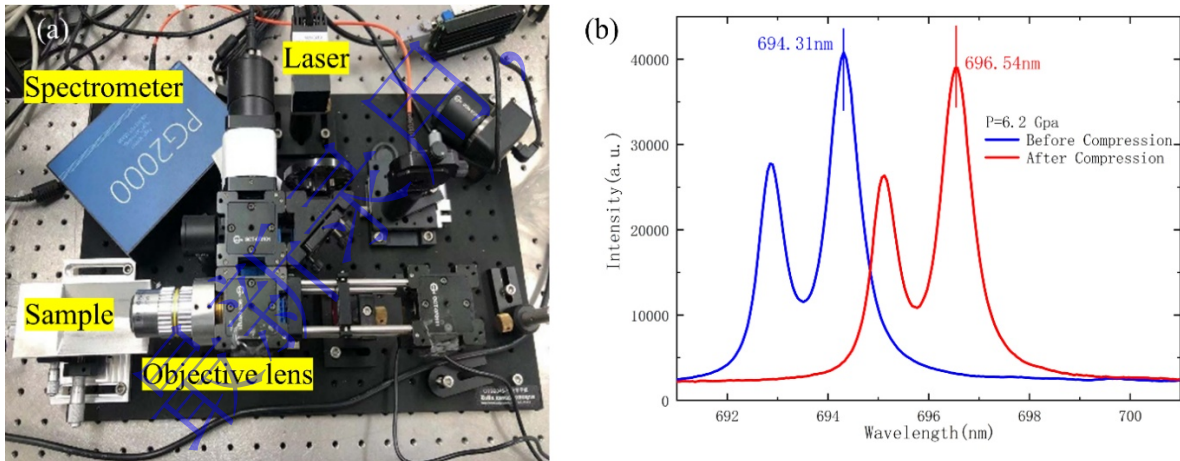 (a)
Laser
Spectrometer
PG2000
Sample
Objective lens
(b)
694.31nm
696.54nm
P=6.2 Gpa
Before Compression
After Compression
Intensity(a.u.)
40000
30000
20000
10000
0
692
694
696
698
700
Wavelength(nm)